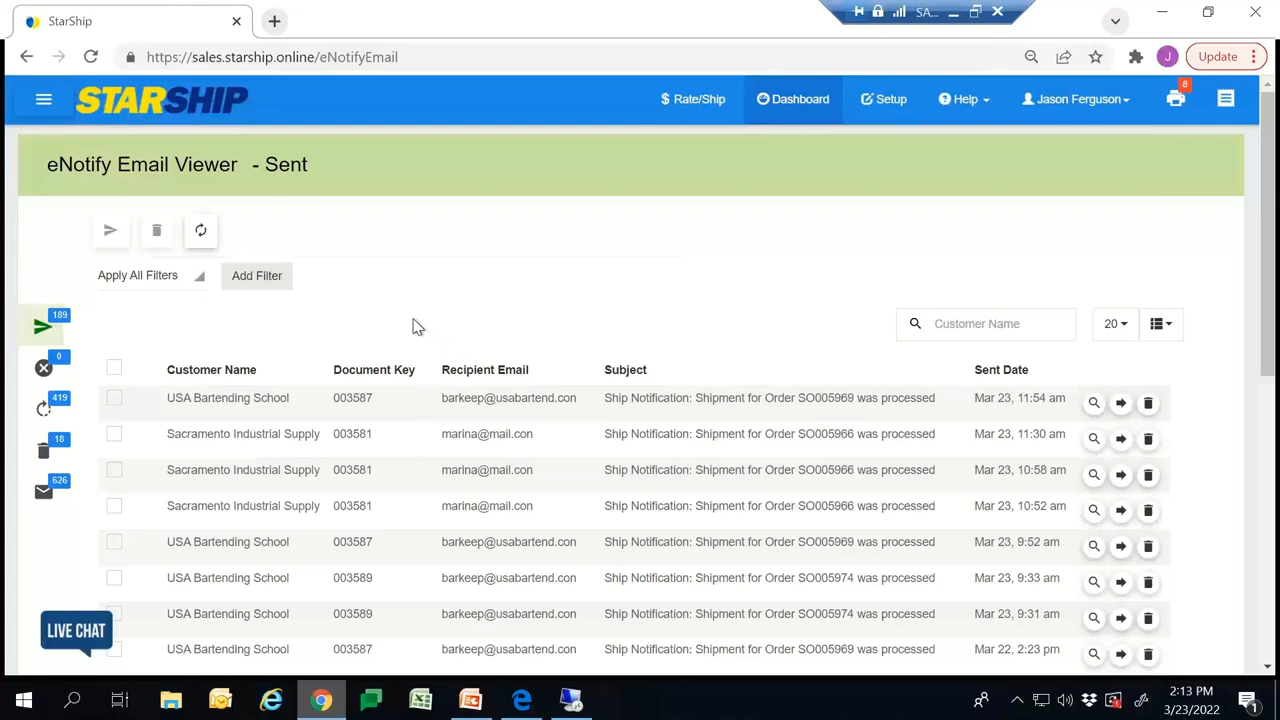 StarShip
SA...
https://sales.starship.online/eNotifyEmail
J
Update
STARSHIP
$ Rate/Ship
Dashboard
Setup
Help
Jason Ferguson
8
eNotify Email Viewer - Sent
Apply All Filters
Add Filter
189
0
419
18
626
Customer Name
20
Customer Name Document Key Recipient Email Subject Sent Date
USA Bartending School 003587 barkeep@usabartend.con Ship Notification: Shipment for Order SO005969 was processed Mar 23, 11:54 am
Sacramento Industrial Supply 003581 marina@mail.con Ship Notification: Shipment for Order SO005966 was processed Mar 23, 11:30 am
Sacramento Industrial Supply 003581 marina@mail.con Ship Notification: Shipment for Order SO005966 was processed Mar 23, 10:58 am
Sacramento Industrial Supply 003581 marina@mail.con Ship Notification: Shipment for Order SO005966 was processed Mar 23, 10:52 am
USA Bartending School 003587 barkeep@usabartend.con Ship Notification: Shipment for Order SO005969 was processed Mar 23, 9:52 am
USA Bartending School 003589 barkeep@usabartend.con Ship Notification: Shipment for Order SO005974 was processed Mar 23, 9:33 am
USA Bartending School 003589 barkeep@usabartend.con Ship Notification: Shipment for Order SO005974 was processed Mar 23, 9:31 am
USA Bartending School 003587 barkeep@usabartend.con Ship Notification: Shipment for Order SO005969 was processed Mar 22, 2:23 pm
LIVE CHAT
2:13 PM
3/23/2022
1